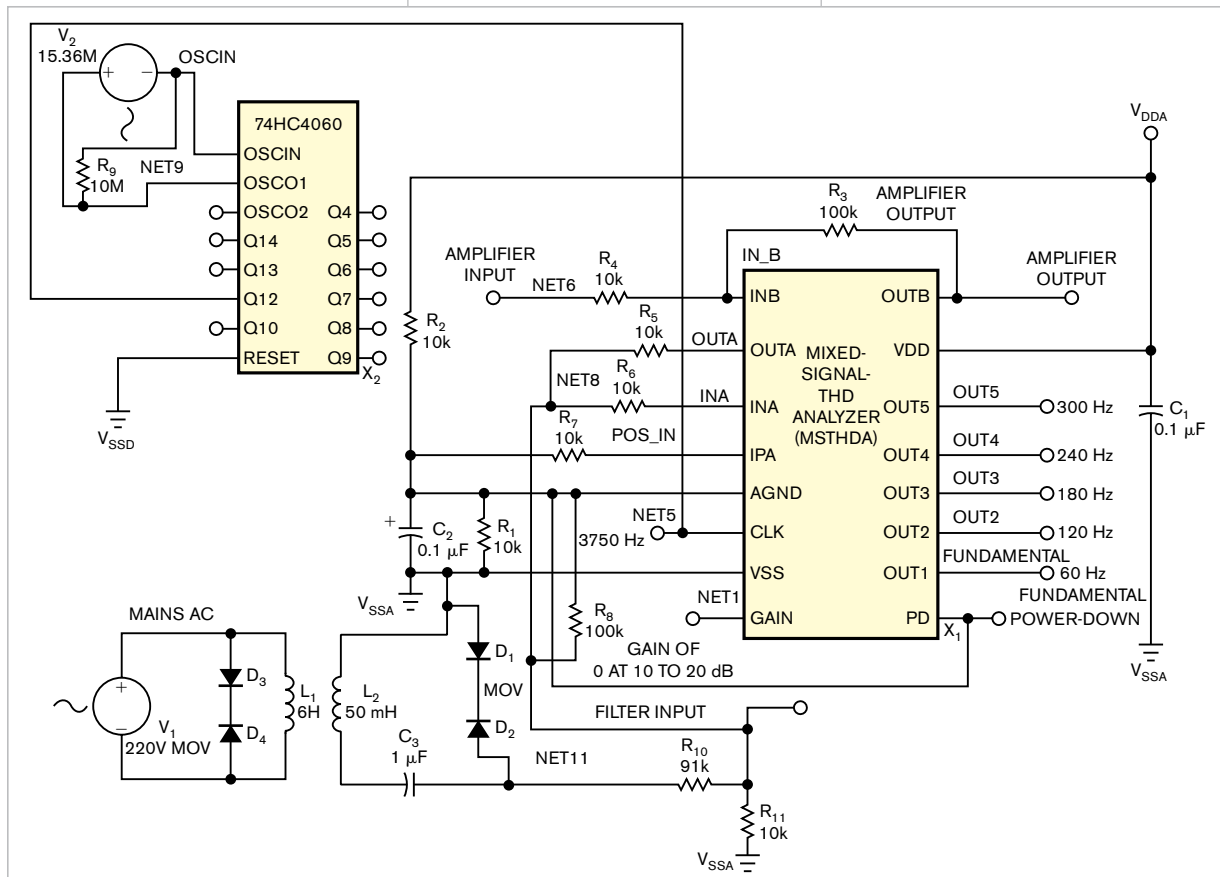 V2
15.36M
OSCIN
74HC4060
OSCIN
OSCO1
OSCO2
Q14
Q13
Q12
Q10
RESET
Q4
Q5
Q6
Q7
Q8
Q9
X2
R9
10M
NET9
VSSD
VDDA
R3
100k
AMPLIFIER
OUTPUT
AMPLIFIER
INPUT
NET6
R4
10k
IN_B
AMPLIFIER
OUTPUT
R2
10k
R5
10k
OUTA
NET8
R6
10k
INA
R7
10k
POS_IN
INB
OUTA
INA
IPA
AGND
CLK
VSS
GAIN
MIXED-
SIGNAL-
THD
ANALYZER
(MSTHDA)
OUTB
VDD
OUT5
OUT4
OUT3
OUT2
OUT1
PD
X1
OUT5
300 Hz
OUT4
240 Hz
OUT3
180 Hz
OUT2
120 Hz
FUNDAMENTAL
60 Hz
FUNDAMENTAL
POWER-DOWN
C1
0.1 µF
VSSA
+
C2
0.1 µF
R1
10k
NET5
3750 Hz
VSSA
NET1
R8
100k
GAIN OF
0 AT 10 TO 20 dB
MAINS AC
+
−
V1
220V MOV
D3
D4
L1
6H
L2
50 mH
D1
MOV
D2
C3
1 µF
NET11
FILTER INPUT
R10
91k
R11
10k
VSSA
+ −